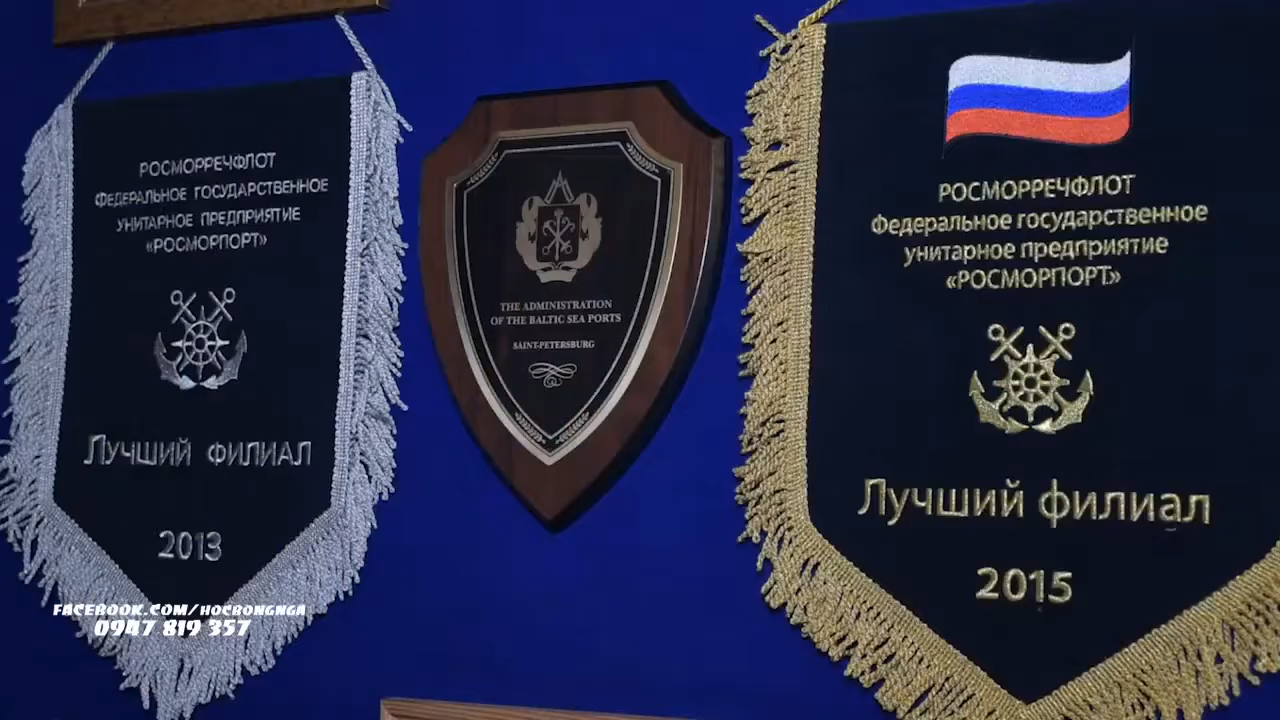 РОСМОРРЕЧФЛОТ
ФЕДЕРАЛЬНОЕ ГОСУДАРСТВЕННОЕ
УНИТАРНОЕ ПРЕДПРИЯТИЕ
«РОСМОРПОРТ»
ЛУЧШИЙ ФИЛИАЛ
2013
THE ADMINISTRATION
OF THE BALTIC SEA PORTS
SAINT-PETERSBURG
РОСМОРРЕЧФЛОТ
Федеральное государственное
унитарное предприятие
«РОСМОРПОРТ»
Лучший филиал
2015
FACEBOOK.COM/HOCBONGNGA
0947 819 357